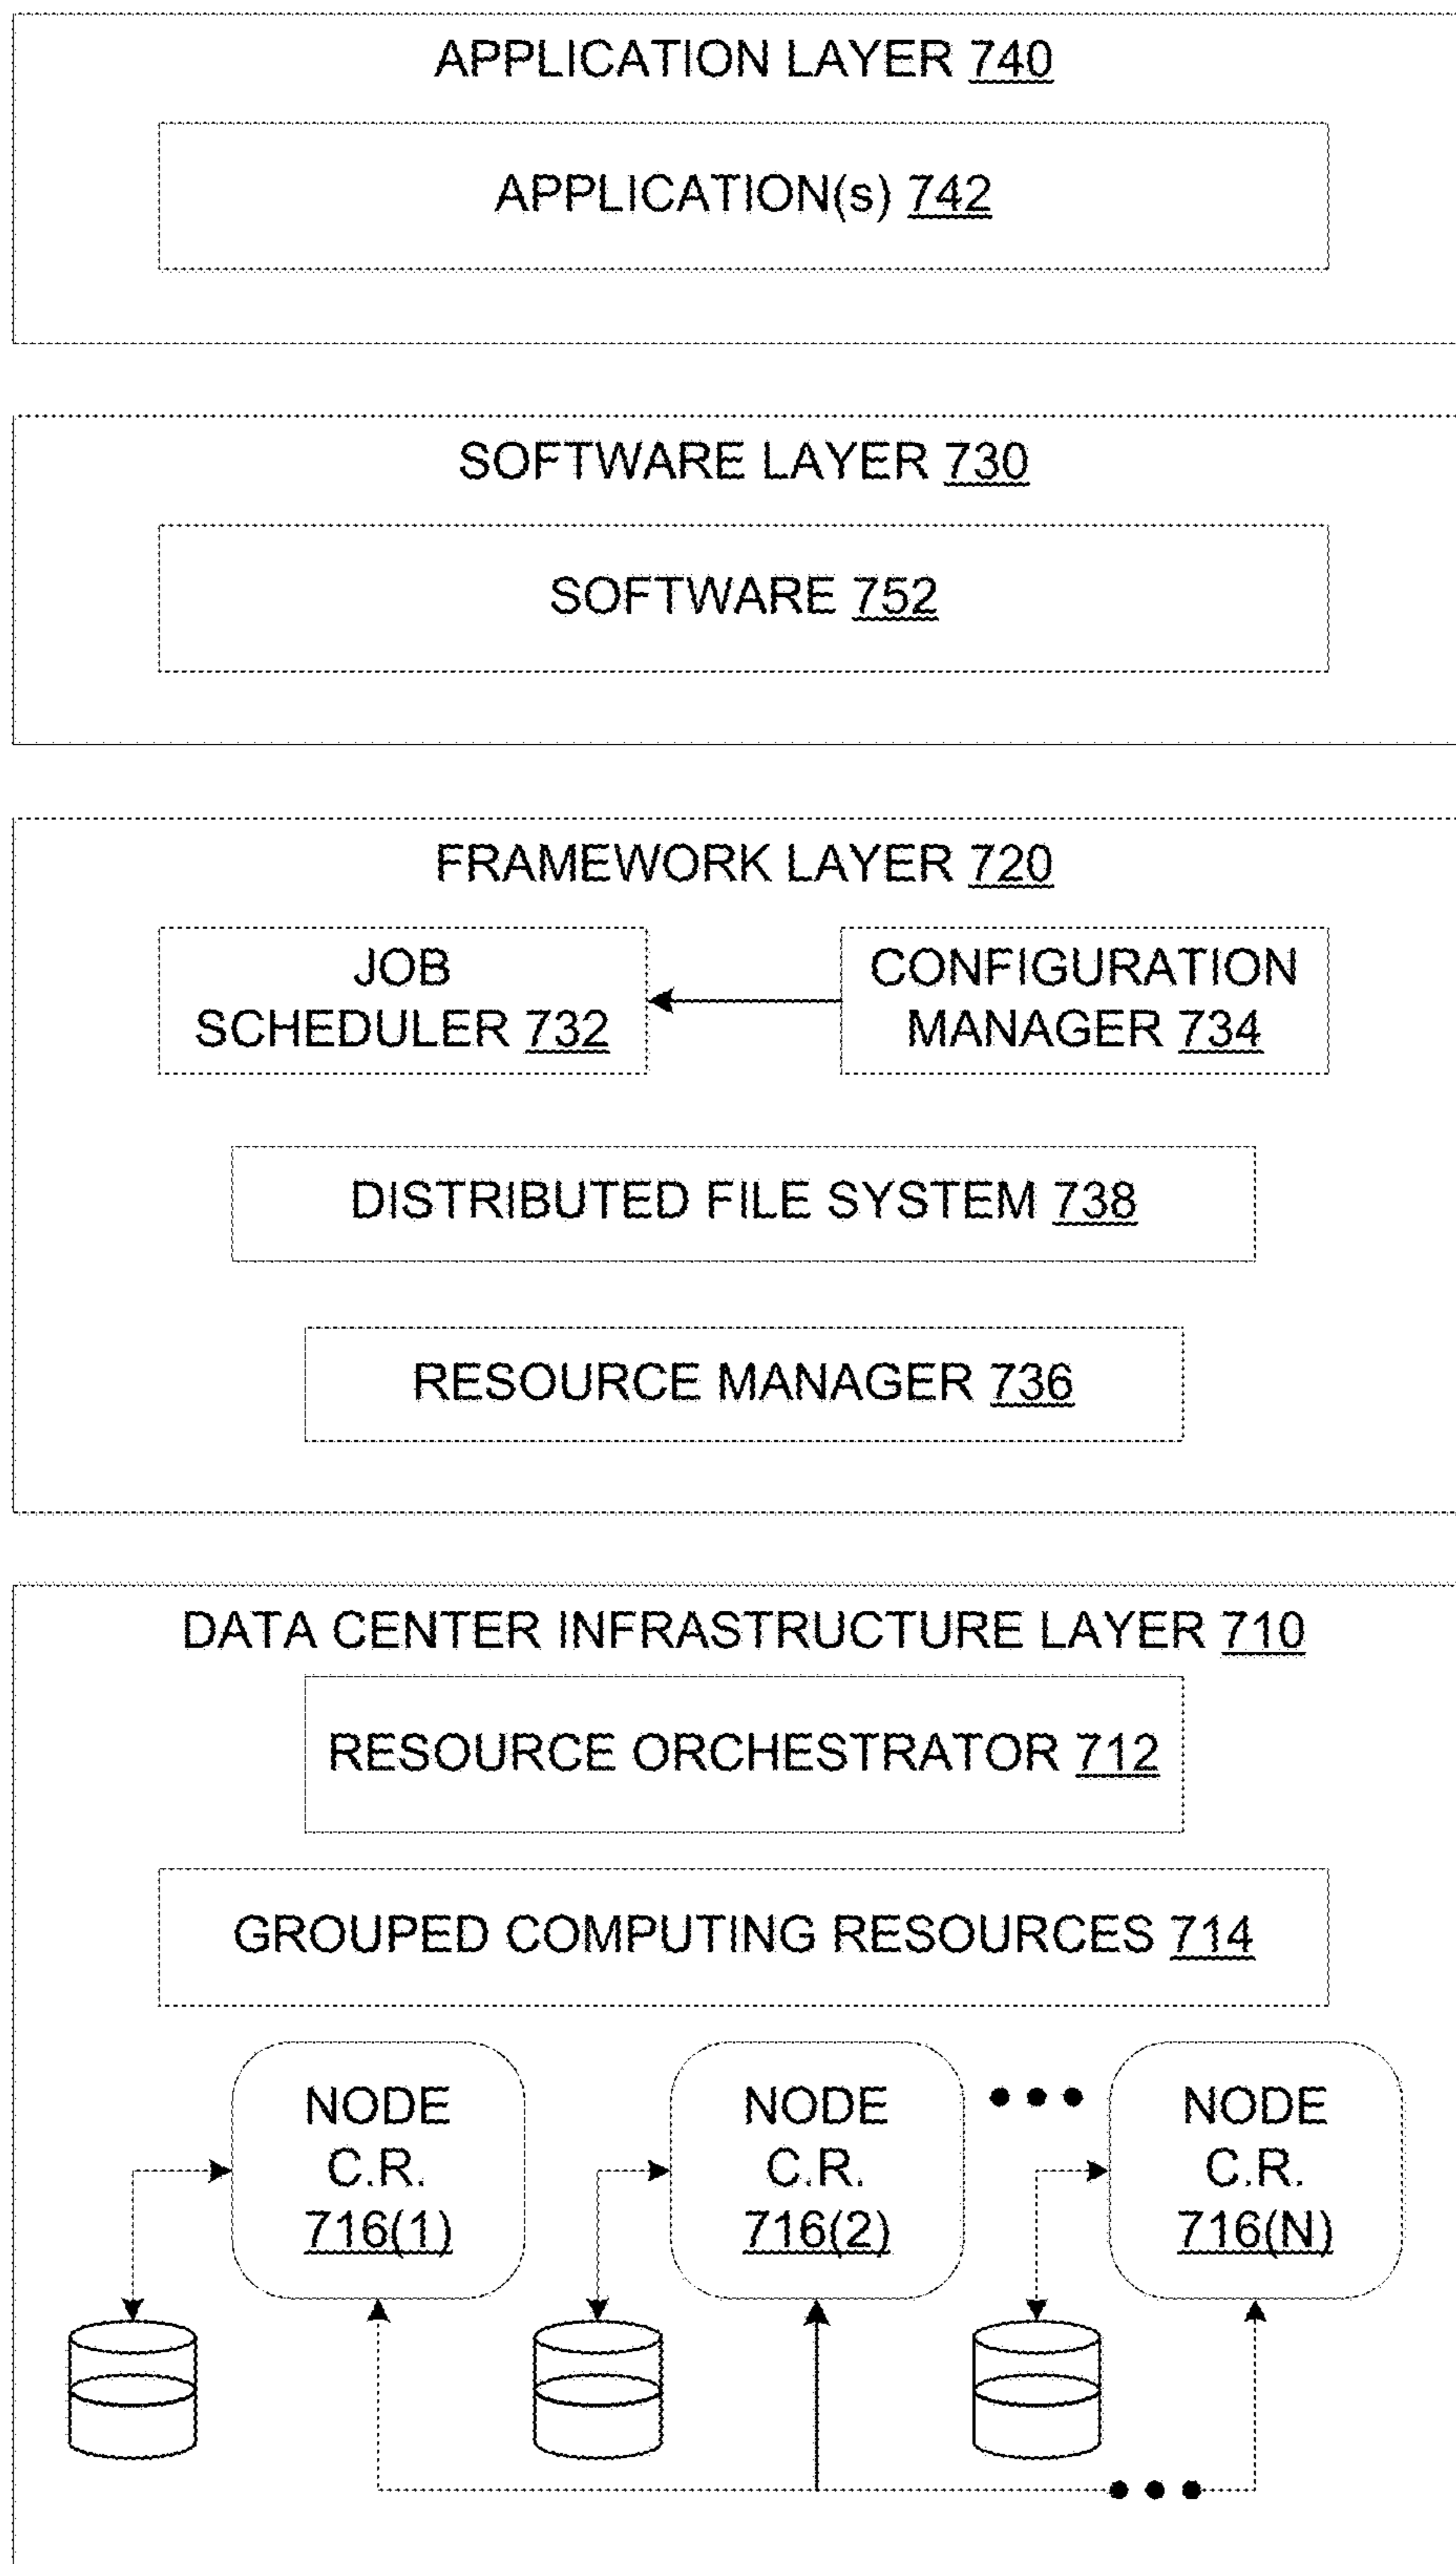 APPLICATION LAYER 740
APPLICATION(s) 742
SOFTWARE LAYER 730
SOFTWARE 752
FRAMEWORK LAYER 720
JOB
SCHEDULER 732
CONFIGURATION
MANAGER 734
DISTRIBUTED FILE SYSTEM 738
RESOURCE MANAGER 736
DATA CENTER INFRASTRUCTURE LAYER 710
RESOURCE ORCHESTRATOR 712
GROUPED COMPUTING RESOURCES 714
NODE
C.R.
716(1)
NODE
C.R.
716(2)
NODE
C.R.
716(N)